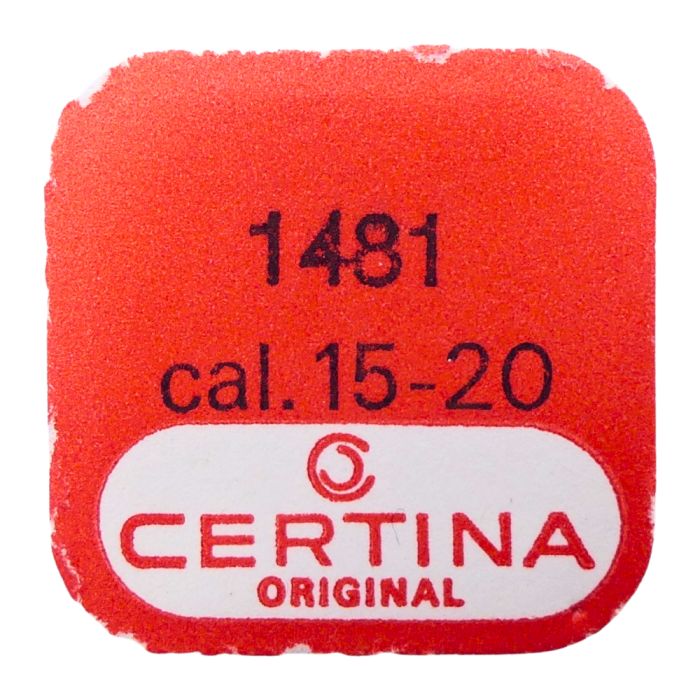 1481
cal. 15-20
CERTINA
ORIGINAL